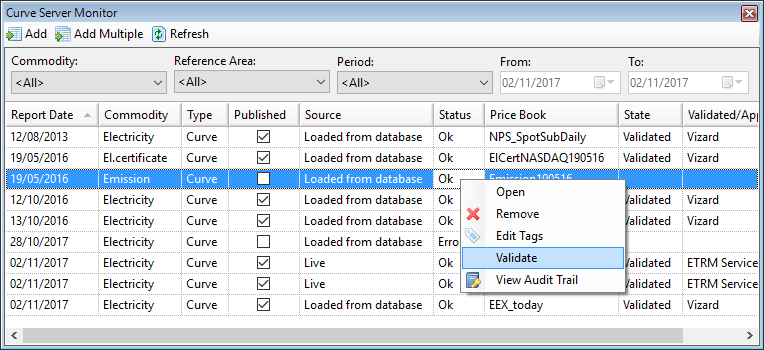 Curve Server Monitor
Add Add Multiple Refresh
Commodity: Reference Area: Period: From: To:
<All> <All> <All> 02/11/2017 02/11/2017
Report Date Commodity Type Published Source Status Price Book State Validated/App
12/08/2013 Electricity Curve Loaded from database Ok NPS_SpotSubDaily Validated Vizard
19/05/2016 El.certificate Curve Loaded from database Ok ElCertNASDAQ190516 Validated Vizard
19/05/2016 Emission Curve Loaded from database Ok Emission190516
Open
12/10/2016 Electricity Curve Loaded from database Ok Validated Vizard
Remove
13/10/2016 Electricity Curve Loaded from database Ok Validated Vizard
Edit Tags
28/10/2017 Electricity Curve Loaded from database Erro
Validate
02/11/2017 Electricity Curve Live Ok Validated ETRM Service
View Audit Trail
02/11/2017 Electricity Curve Live Ok Validated ETRM Service
02/11/2017 Electricity Curve Loaded from database Ok EEX_today Validated Vizard